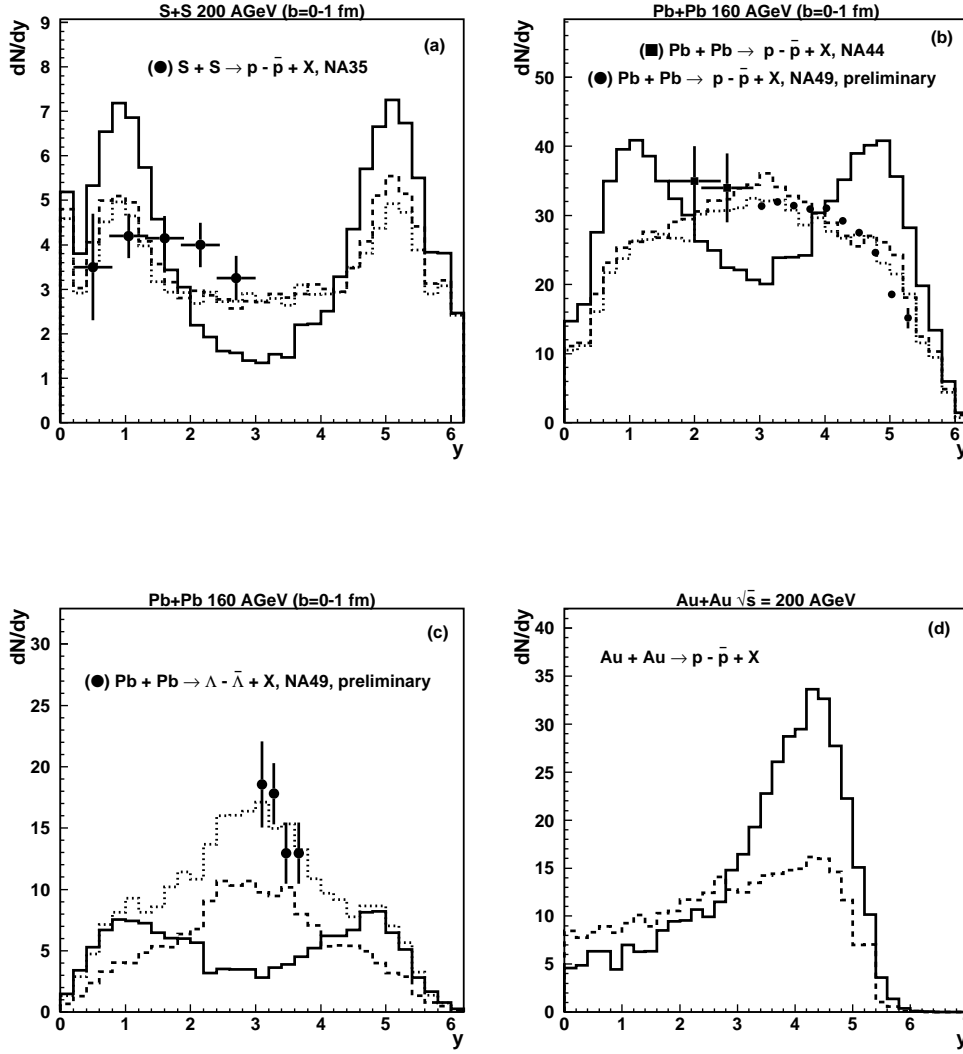 S+S 200 AGeV (b=0-1 fm)
dN/dy
(a)
(●) S + S → p - p̄ + X, NA35
9
8
7
6
5
4
3
2
1
0
0 1 2 3 4 5 6
y
Pb+Pb 160 AGeV (b=0-1 fm)
dN/dy
(b)
(■) Pb + Pb → p - p̄ + X, NA44
(●) Pb + Pb → p - p̄ + X, NA49, preliminary
50
40
30
20
10
0
0 1 2 3 4 5 6
y
Pb+Pb 160 AGeV (b=0-1 fm)
dN/dy
(c)
(●) Pb + Pb → Λ - Λ̄ + X, NA49, preliminary
30
25
20
15
10
5
0
0 1 2 3 4 5 6
y
Au+Au √s̄ = 200 AGeV
dN/dy
(d)
Au + Au → p - p̄ + X
40
35
30
25
20
15
10
5
0
0 1 2 3 4 5 6
y